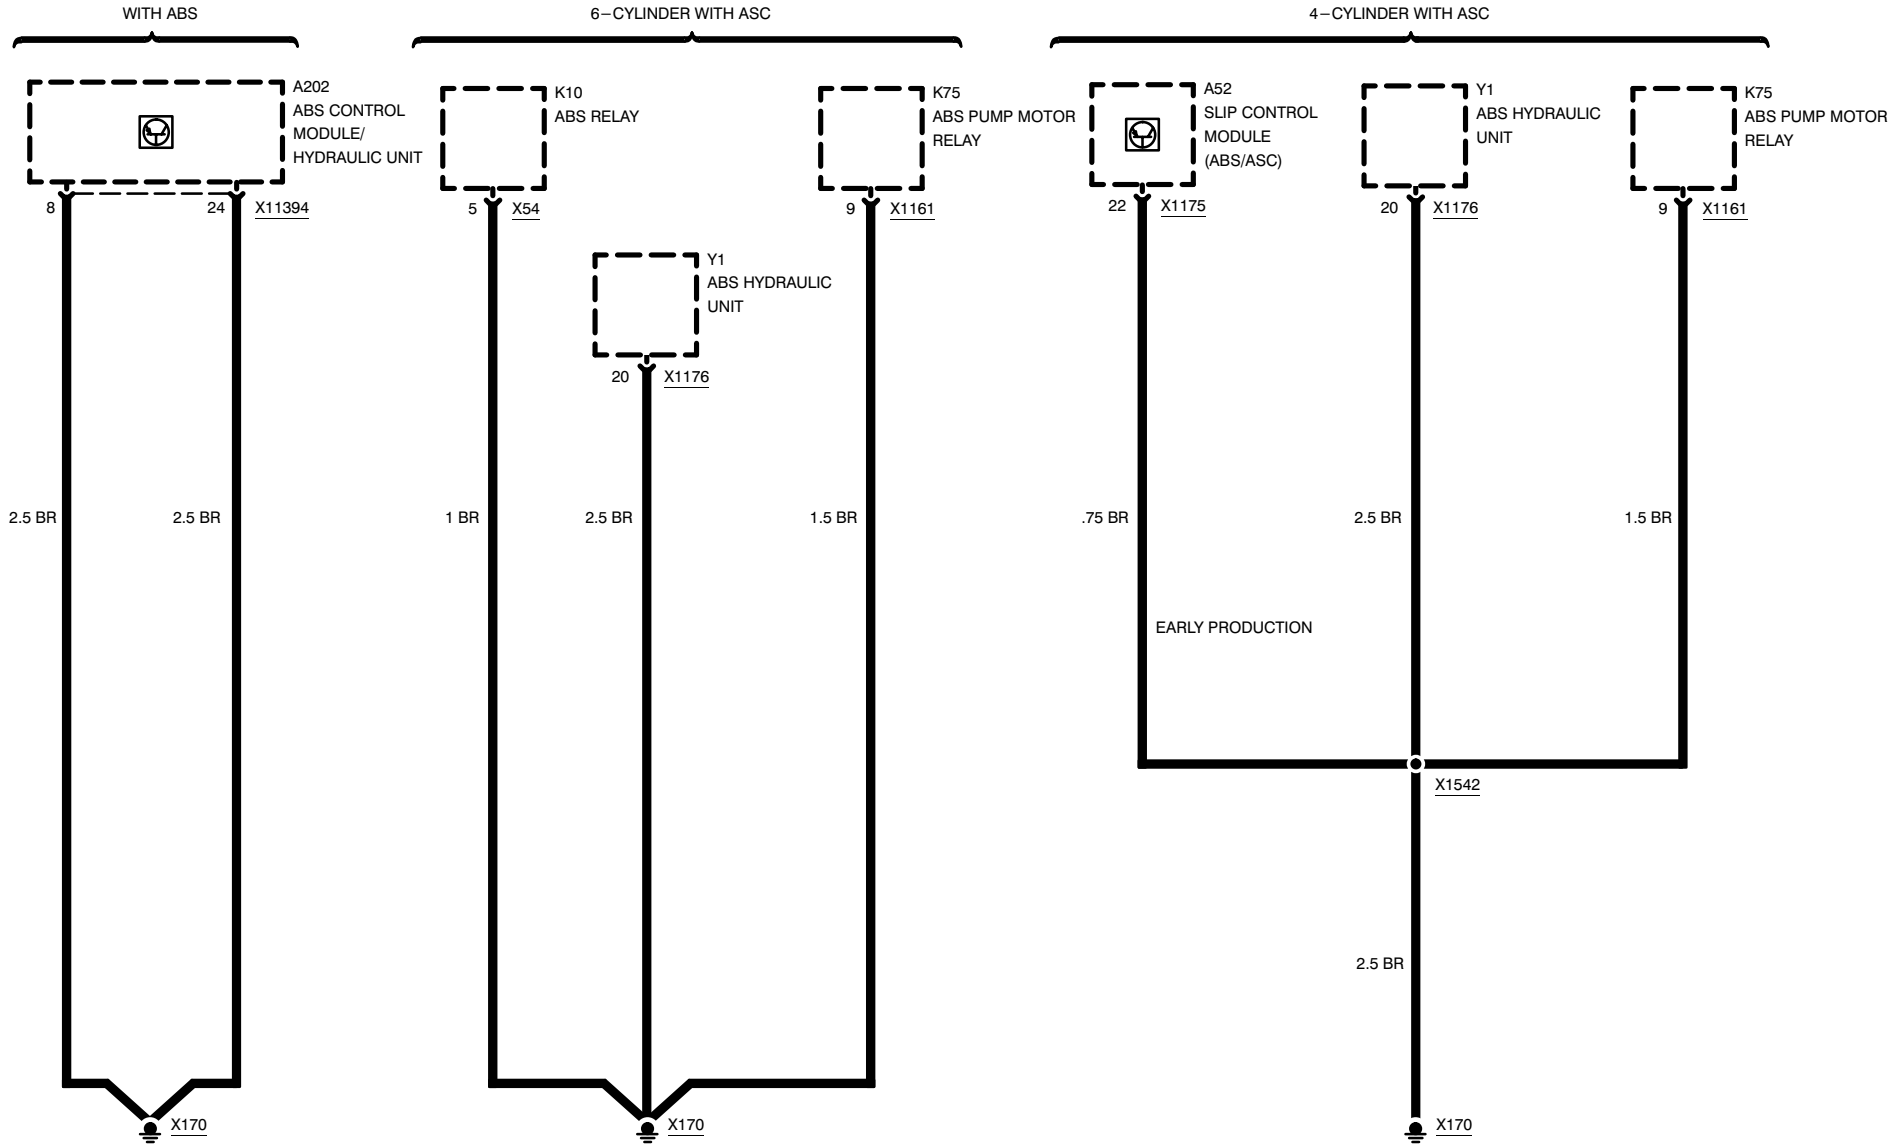 WITH ABS
6–CYLINDER WITH ASC
4–CYLINDER WITH ASC
A202
ABS CONTROL
MODULE/
HYDRAULIC UNIT
8
24
X11394
K10
ABS RELAY
5
X54
K75
ABS PUMP MOTOR
RELAY
9
X1161
Y1
ABS HYDRAULIC
UNIT
20
X1176
A52
SLIP CONTROL
MODULE
(ABS/ASC)
22
X1175
Y1
ABS HYDRAULIC
UNIT
20
X1176
K75
ABS PUMP MOTOR
RELAY
9
X1161
2.5 BR
2.5 BR
1 BR
2.5 BR
1.5 BR
.75 BR
2.5 BR
1.5 BR
EARLY PRODUCTION
X1542
2.5 BR
X170
X170
X170